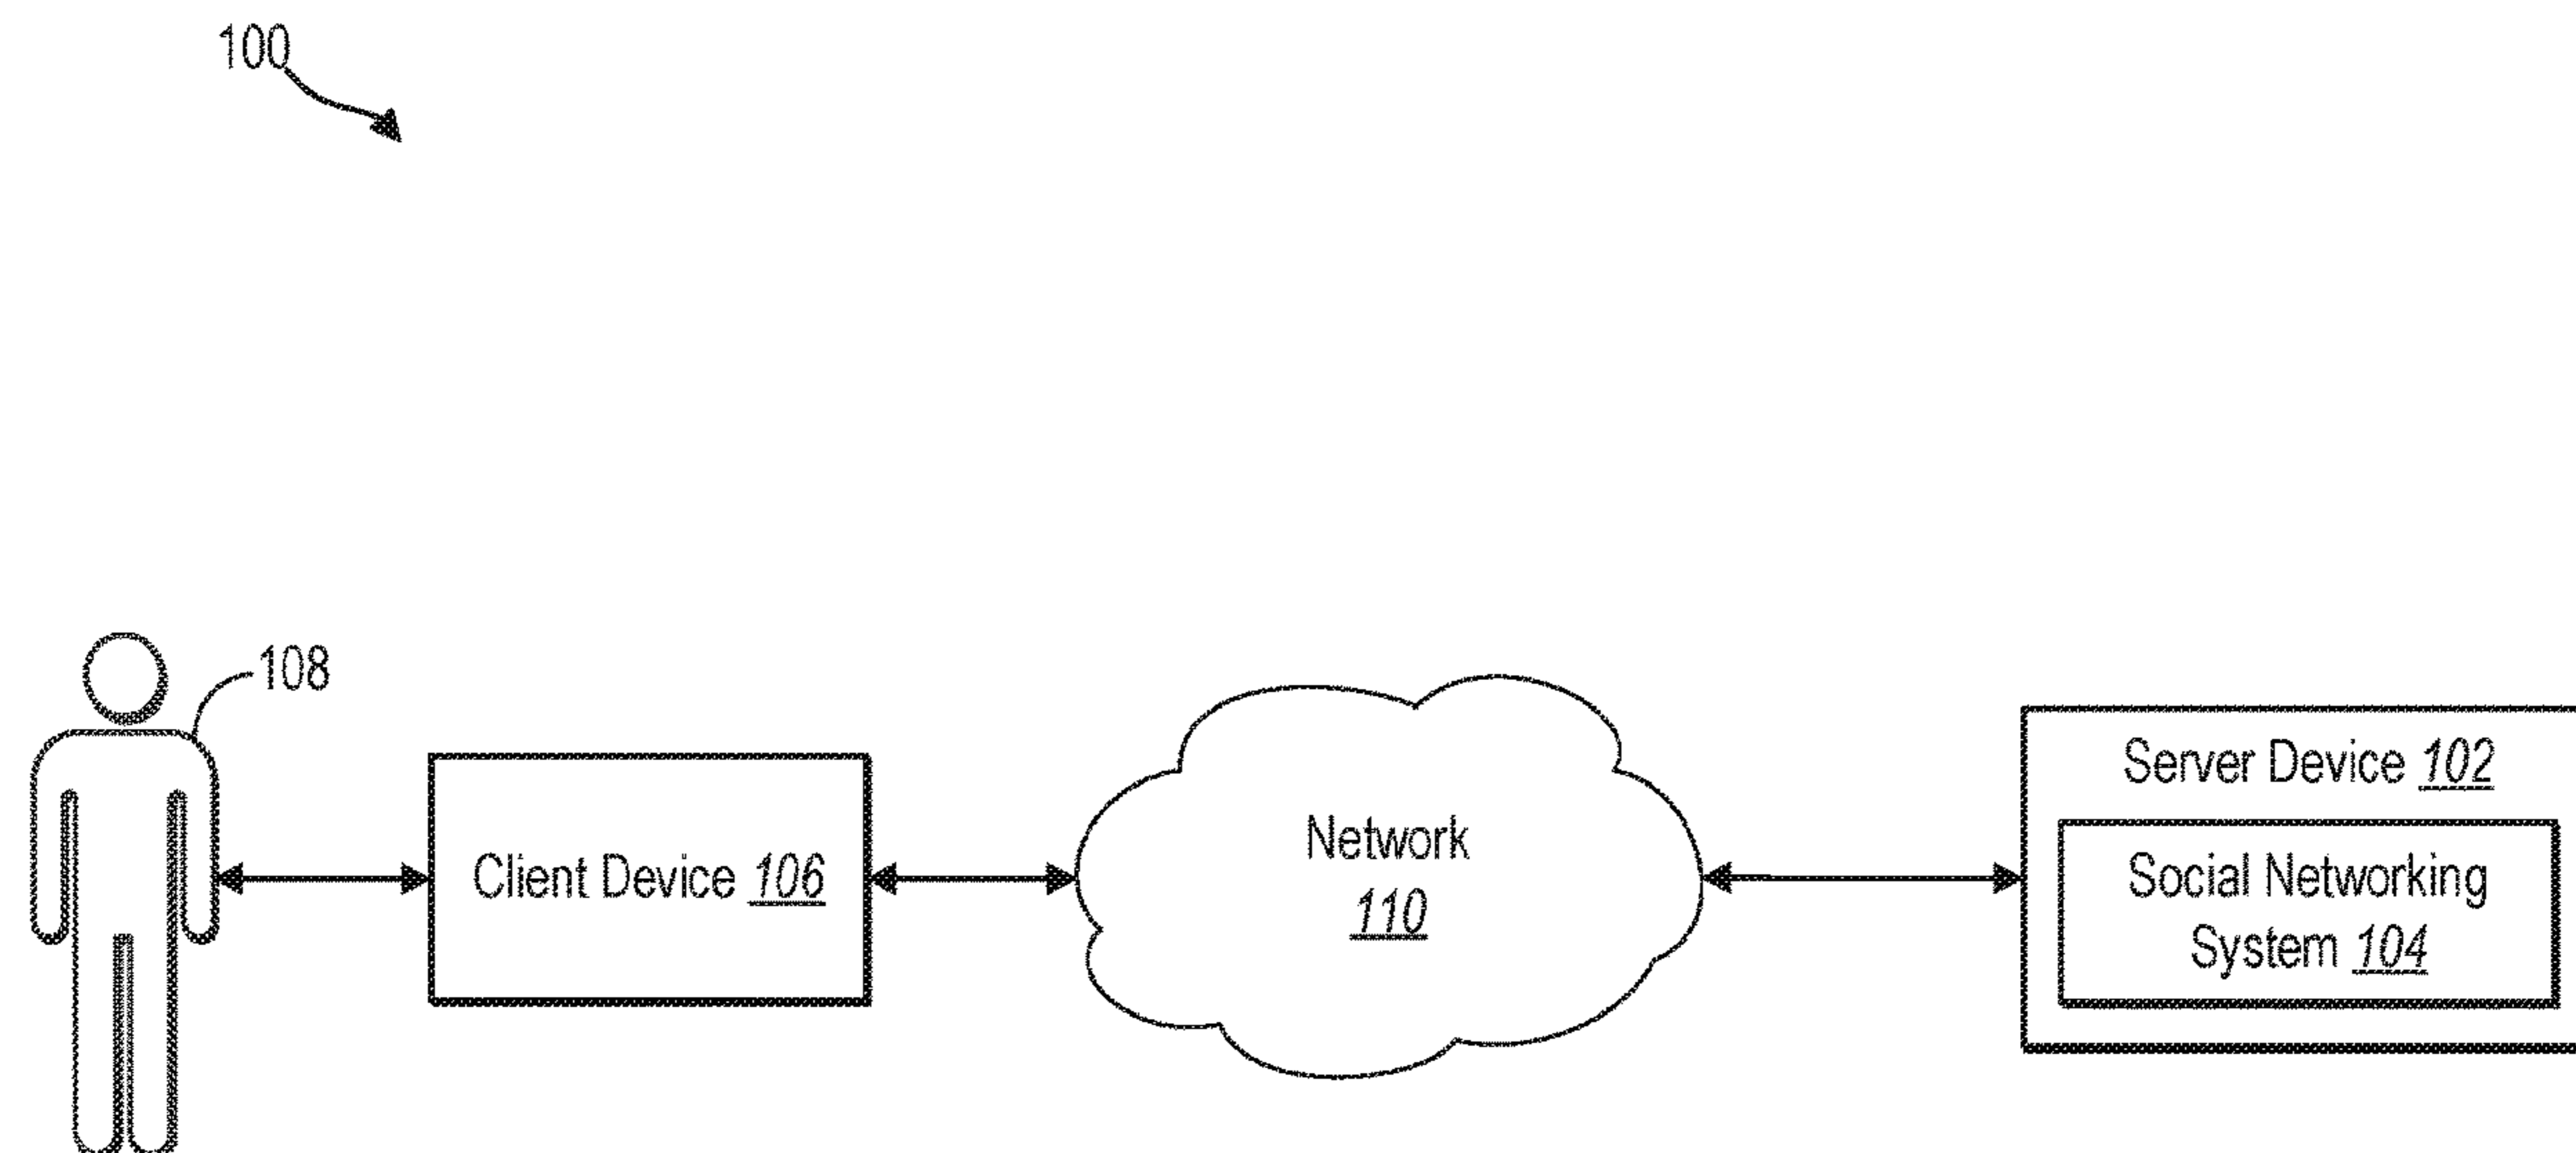 100
108
Client Device 106
Network
110
Server Device 102
Social Networking
System 104